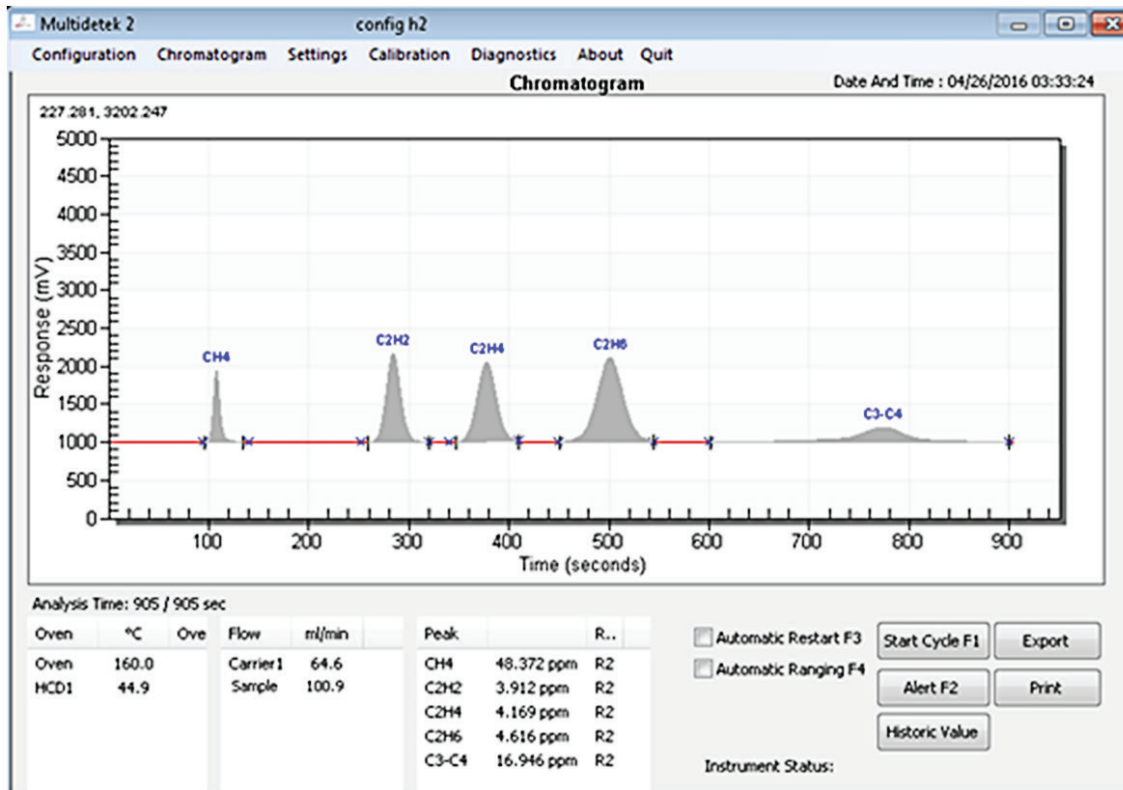 Multidetek 2 config h2
Configuration Chromatogram Settings Calibration Diagnostics About Quit
Chromatogram Date And Time : 04/26/2016 03:33:24
227.281, 3202.247
Response (mV)
5000
4500
4000
3500
3000
2500
2000
1500
1000
500
0
CH4 C2H2 C2H4 C2H6 C3-C4
100 200 300 400 500 600 700 800 900
Time (seconds)
Analysis Time: 905 / 905 sec
Oven °C Ove Flow ml/min Peak R..
Oven 160.0 Carrier1 64.6 CH4 48.372 ppm R2
HCD1 44.9 Sample 100.9 C2H2 3.912 ppm R2
C2H4 4.169 ppm R2
C2H6 4.616 ppm R2
C3-C4 16.946 ppm R2
Automatic Restart F3 Start Cycle F1 Export
Automatic Ranging F4 Alert F2 Print
Historic Value
Instrument Status: